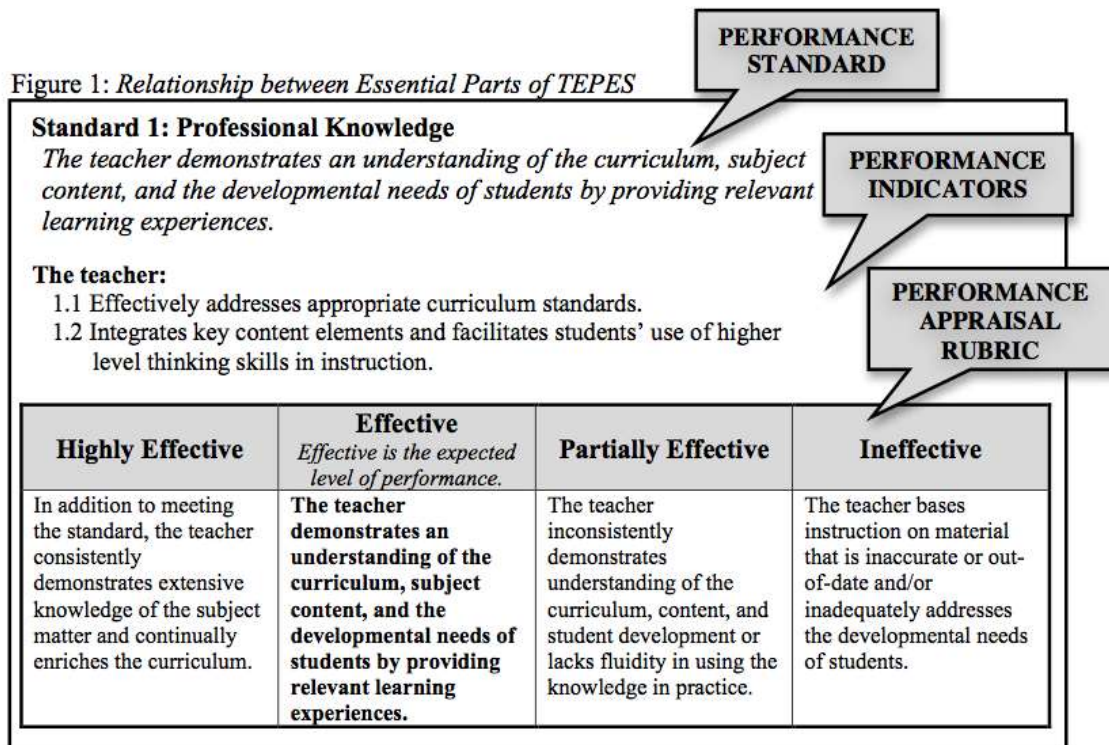 PERFORMANCE
STANDARD
Figure 1: Relationship between Essential Parts of TEPES
Standard 1: Professional Knowledge
The teacher demonstrates an understanding of the curriculum, subject
content, and the developmental needs of students by providing relevant
learning experiences.
PERFORMANCE
INDICATORS
The teacher:
1.1 Effectively addresses appropriate curriculum standards.
1.2 Integrates key content elements and facilitates students’ use of higher
level thinking skills in instruction.
PERFORMANCE
APPRAISAL
RUBRIC
Highly Effective
Effective
Effective is the expected
level of performance.
Partially Effective
Ineffective
In addition to meeting
the standard, the teacher
consistently
demonstrates extensive
knowledge of the subject
matter and continually
enriches the curriculum.
The teacher
demonstrates an
understanding of the
curriculum, subject
content, and the
developmental needs of
students by providing
relevant learning
experiences.
The teacher
inconsistently
demonstrates
understanding of the
curriculum, content, and
student development or
lacks fluidity in using the
knowledge in practice.
The teacher bases
instruction on material
that is inaccurate or out-
of-date and/or
inadequately addresses
the developmental needs
of students.